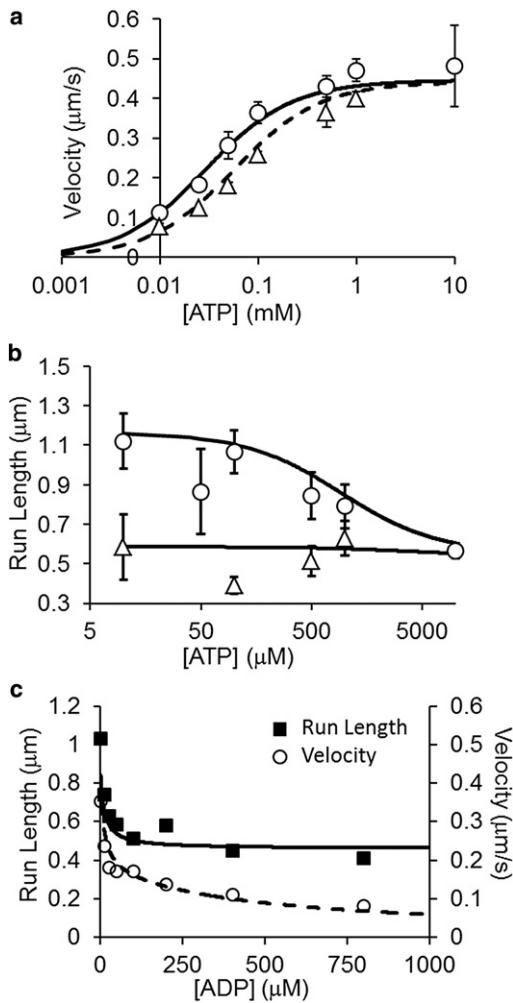 a
0.6
0.5
0.4
0.3
0.2
0.1
0
Velocity (μm/s)
0.001 0.01 0.1 1 10
[ATP] (mM)
b
1.5
1.3
1.1
0.9
0.7
0.5
0.3
Run Length (μm)
5 50 500 5000
[ATP] (μM)
c
1.2
1
0.8
0.6
0.4
0.2
0
Run Length (μm)
Run Length
Velocity
0.6
0.5
0.4
0.3
0.2
0.1
0.0
Velocity (μm/s)
0 250 500 750 1000
[ADP] (μM)